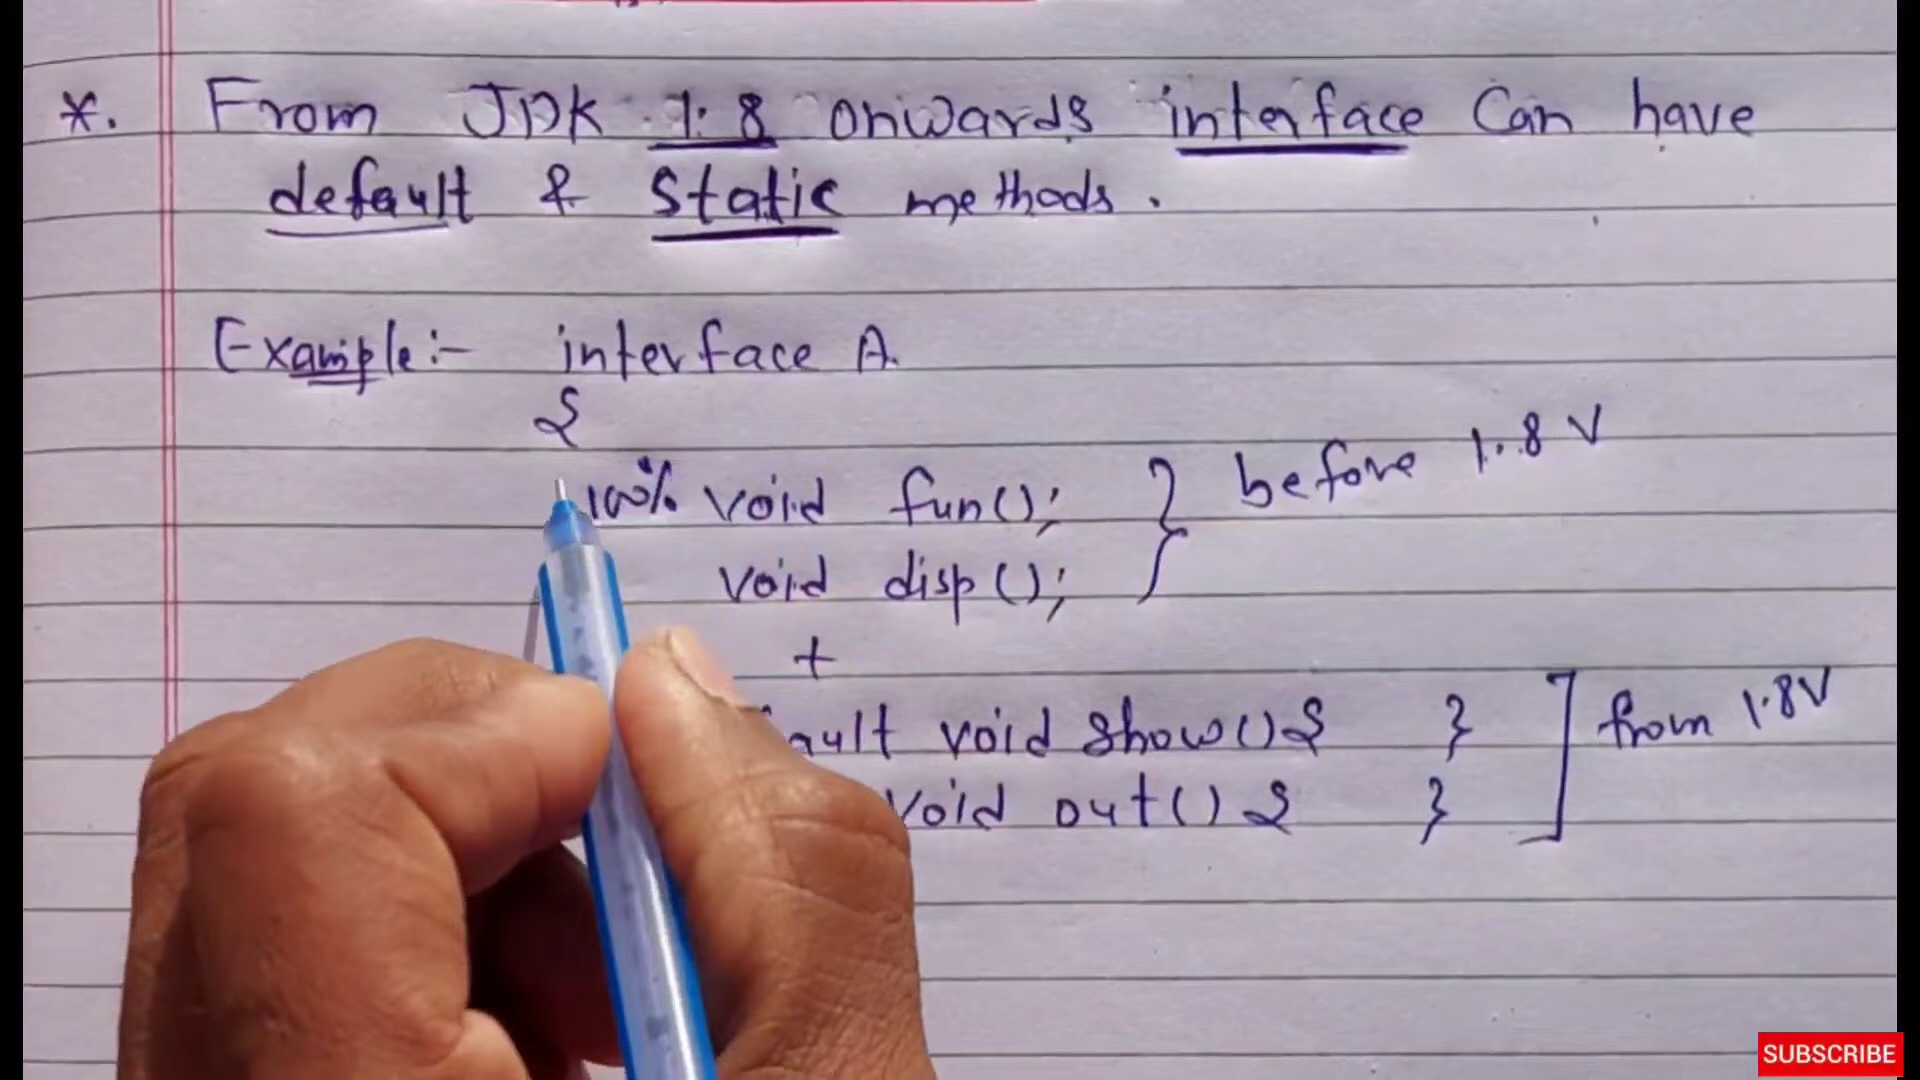 *. From JDK 1.8 onwards interface Can have
default & Static methods.
Example:- interface A.
{
100% void fun(); } before 1.8 V
void disp();
+
ault void show() { } ] from 1.8V
void out() { }
SUBSCRIBE